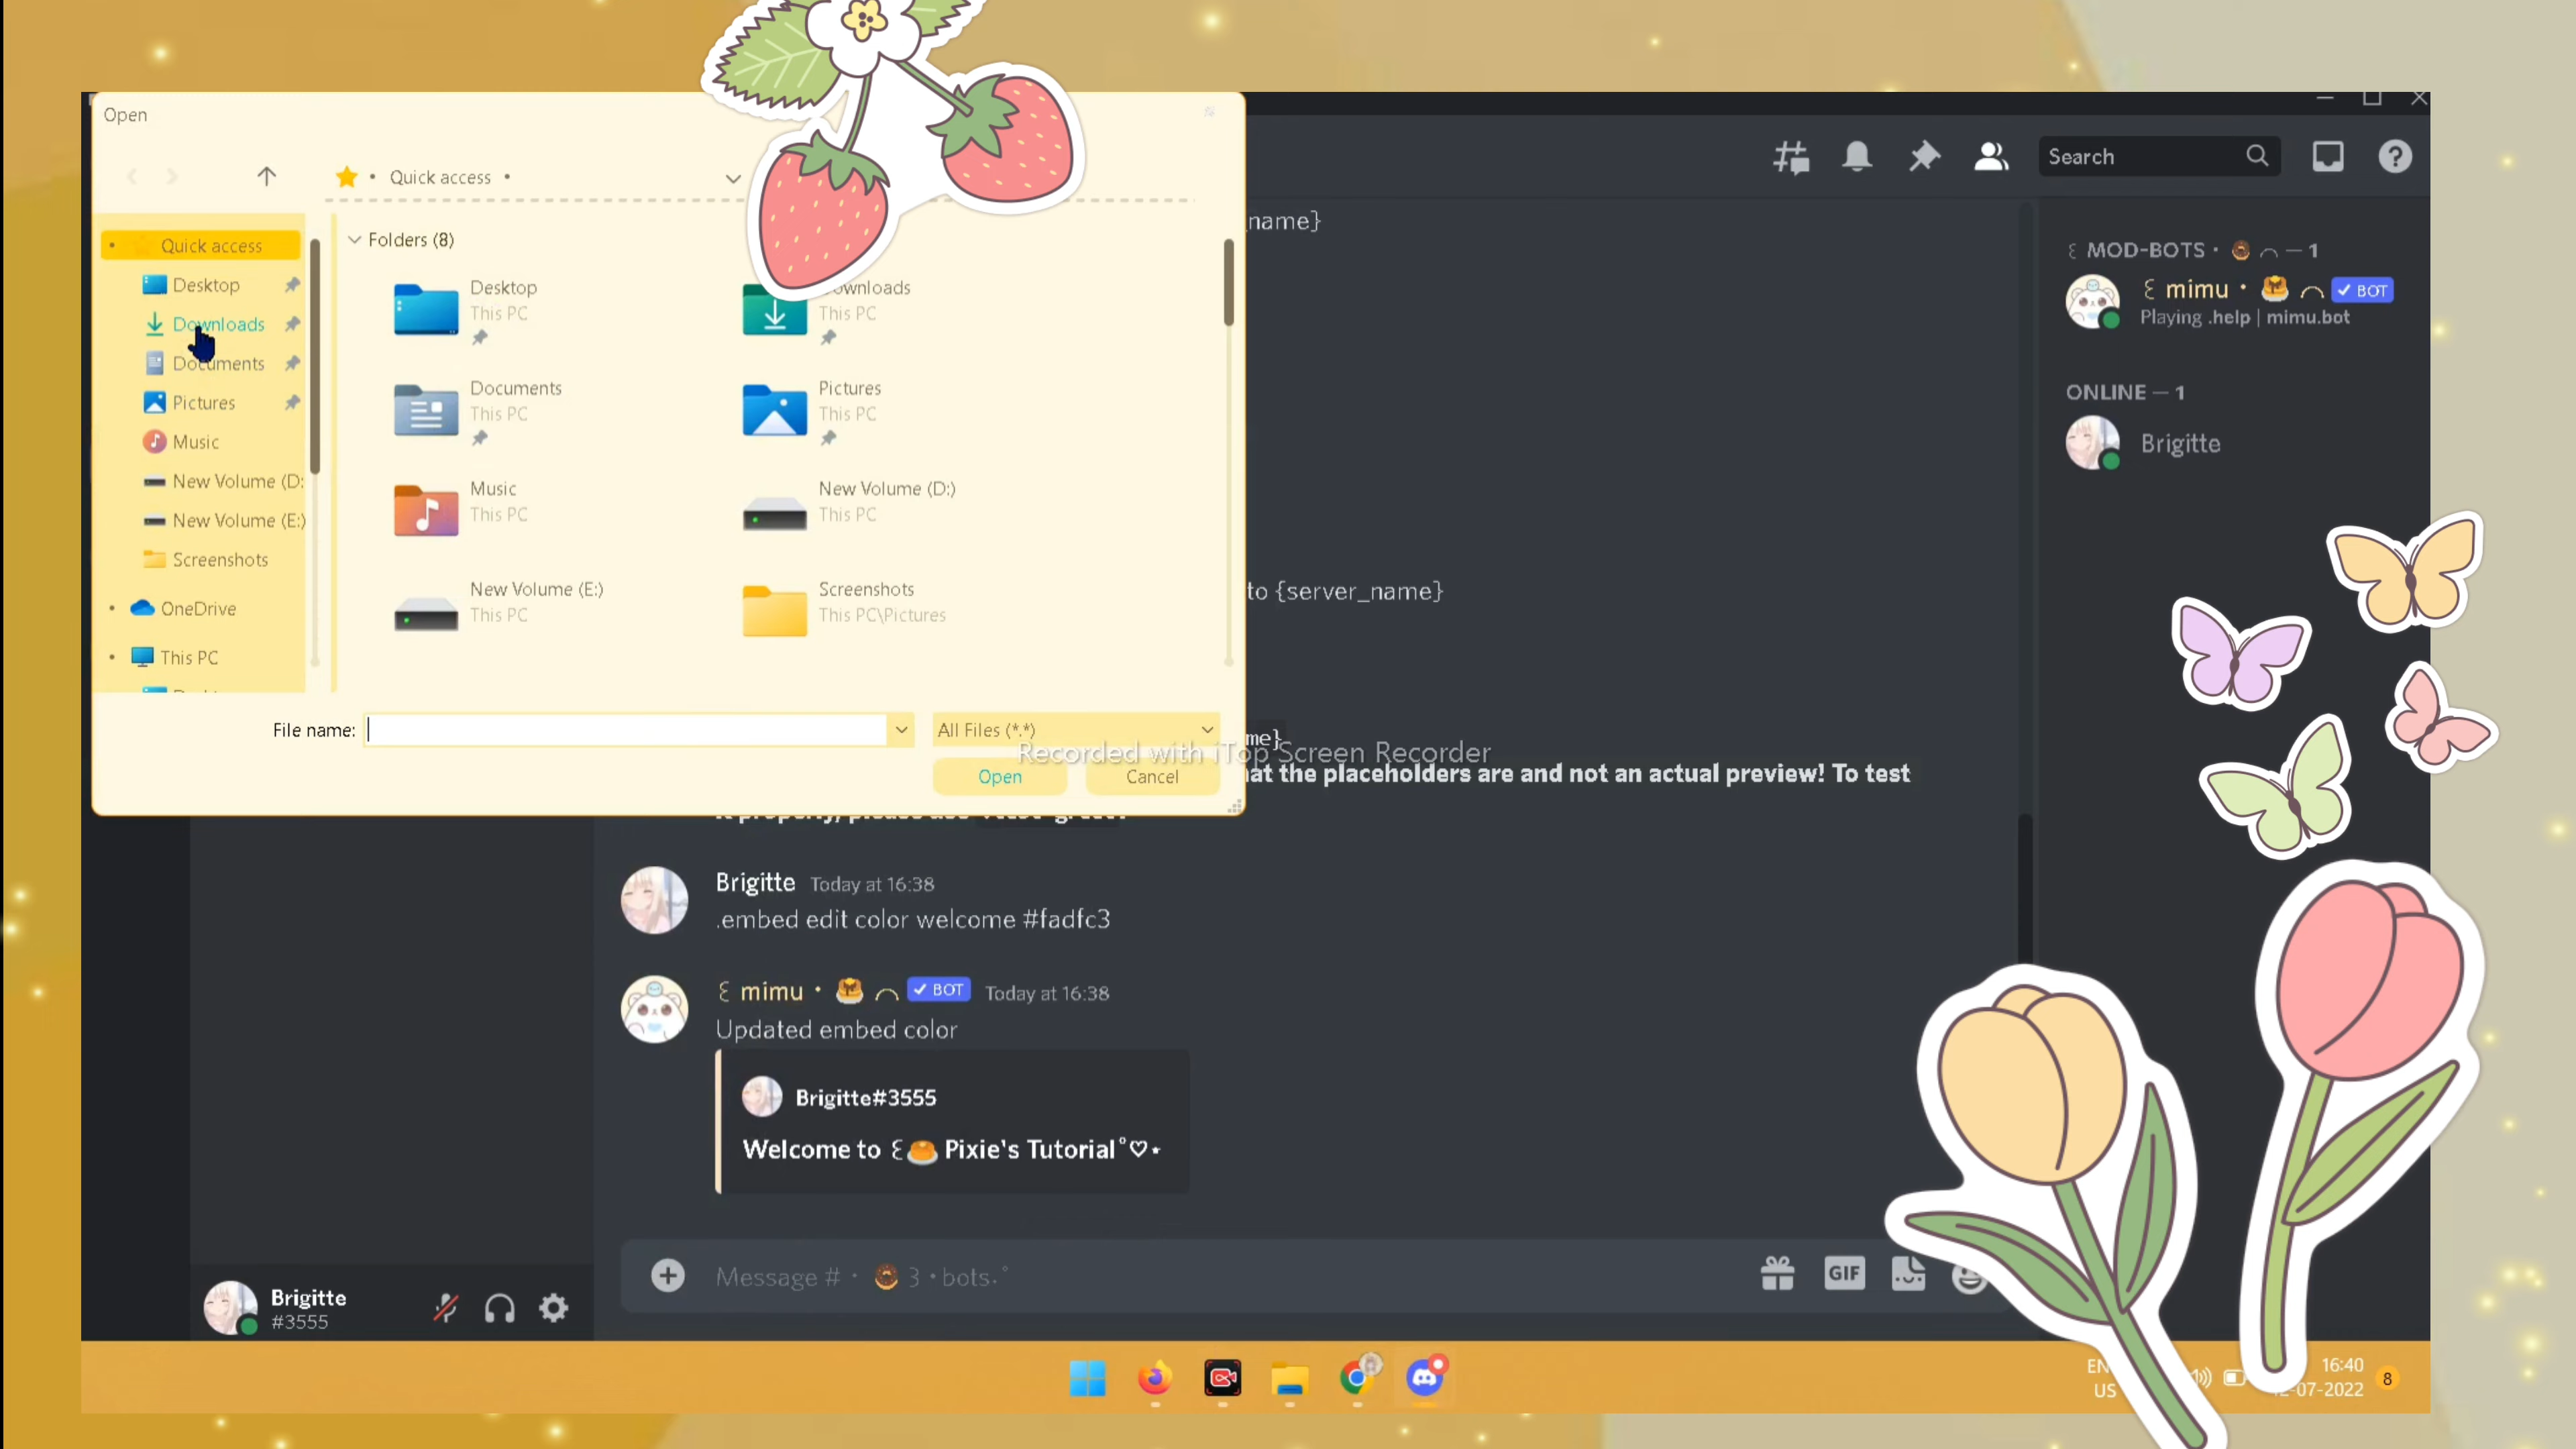 Open
Quick access
Quick access
Desktop
Downloads
Documents
Pictures
Music
New Volume (D:
New Volume (E:)
Screenshots
OneDrive
This PC
Folders (8)
Desktop
This PC
This PC
Documents
This PC
Pictures
This PC
Music
This PC
New Volume (D:)
This PC
New Volume (E:)
This PC
Screenshots
This PC\Pictures
File name:
All Files (*.*)
Open
Cancel
Recorded with iTop Screen Recorder
Search
_name}
to {server_name}
me}
at the placeholders are and not an actual preview! To test
MOD-BOTS · — 1
mimu · ✓ BOT
Playing .help | mimu.bot
ONLINE — 1
Brigitte
Brigitte Today at 16:38
.embed edit color welcome #fadfc3
mimu · ✓ BOT Today at 16:38
Updated embed color
Brigitte#3555
Welcome to Pixie's Tutorial
Message # · 3 · bots.
GIF
Brigitte
#3555
US
16:40
-07-2022
8